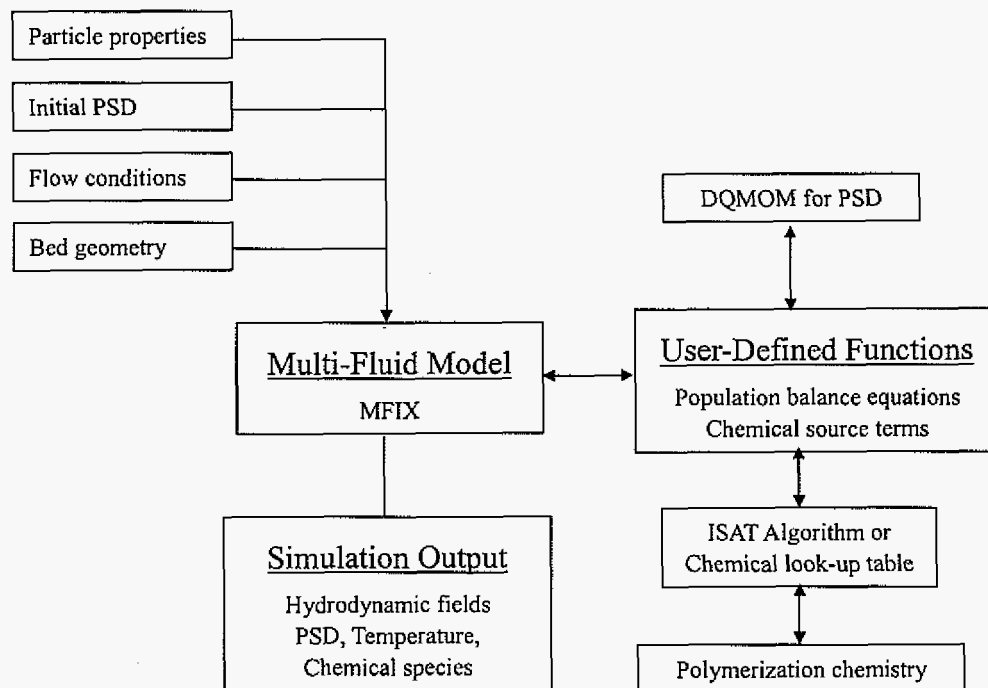 Particle properties
Initial PSD
Flow conditions
Bed geometry
DQMOM for PSD
Multi-Fluid Model
MFIX
User-Defined Functions
Population balance equations
Chemical source terms
Simulation Output
Hydrodynamic fields
PSD, Temperature,
Chemical species
ISAT Algorithm or
Chemical look-up table
Polymerization chemistry